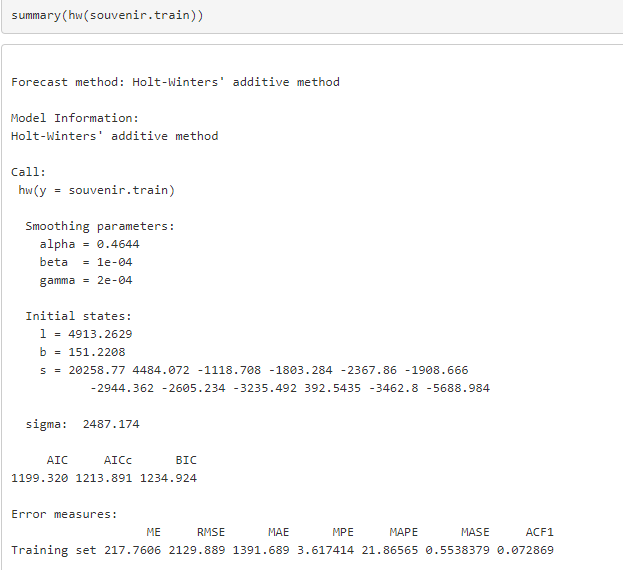 summary(hw(souvenir.train))
Forecast method: Holt-Winters' additive method
Model Information:
Holt-Winters' additive method
Call:
hw(y = souvenir.train)
Smoothing parameters:
alpha = 0.4644
beta  = 1e-04
gamma = 2e-04
Initial states:
l = 4913.2629
b = 151.2208
s = 20258.77 4484.072 -1118.708 -1803.284 -2367.86 -1908.666
-2944.362 -2605.234 -3235.492 392.5435 -3462.8 -5688.984
sigma:  2487.174
AIC     AICc      BIC
1199.320 1213.891 1234.924
Error measures:
ME     RMSE      MAE      MPE     MAPE      MASE     ACF1
Training set 217.7606 2129.889 1391.689 3.617414 21.86565 0.5538379 0.072869